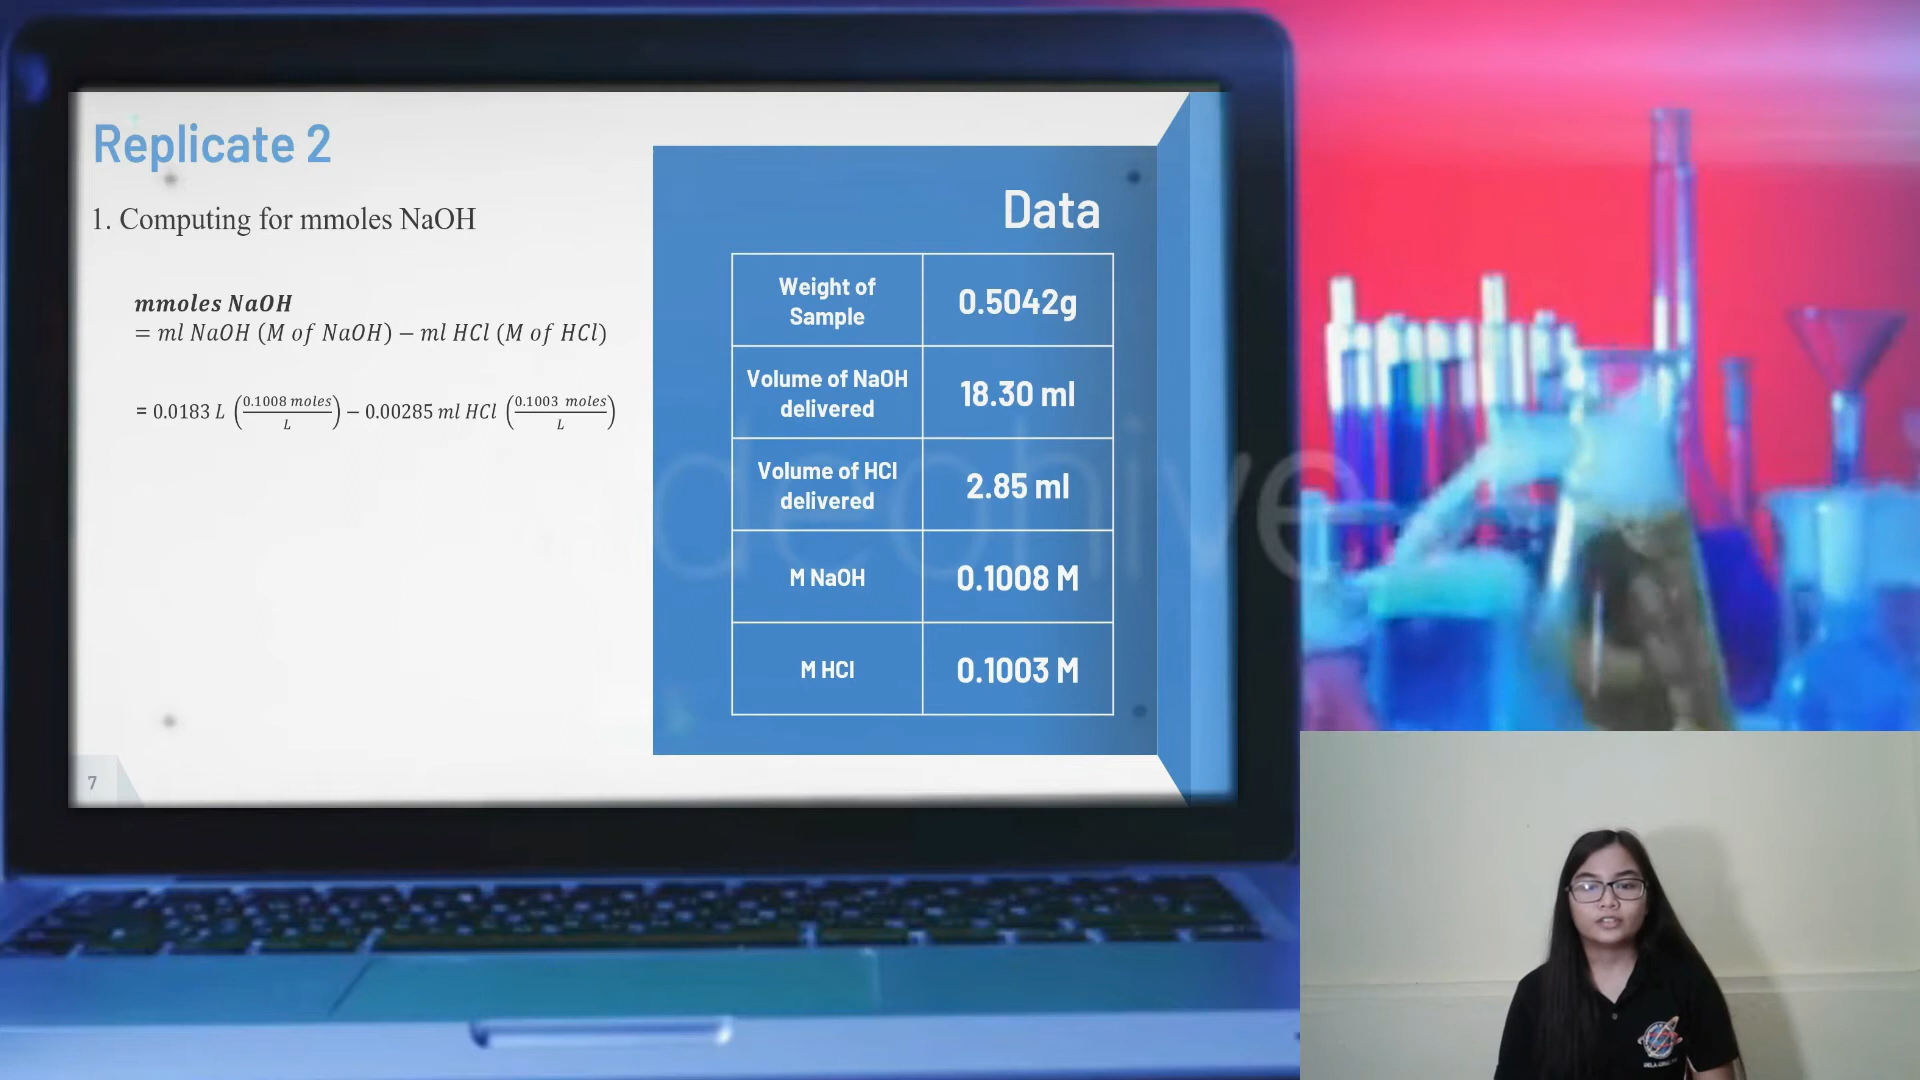 Replicate 2
1. Computing for mmoles NaOH
mmoles NaOH
= ml NaOH (M of NaOH) − ml HCl (M of HCl)
= 0.0183 L (0.1008 moles / L) − 0.00285 ml HCl (0.1003 moles / L)
7
Data
Weight of Sample 0.5042g
Volume of NaOH delivered 18.30 ml
Volume of HCl delivered 2.85 ml
M NaOH 0.1008 M
M HCl 0.1003 M